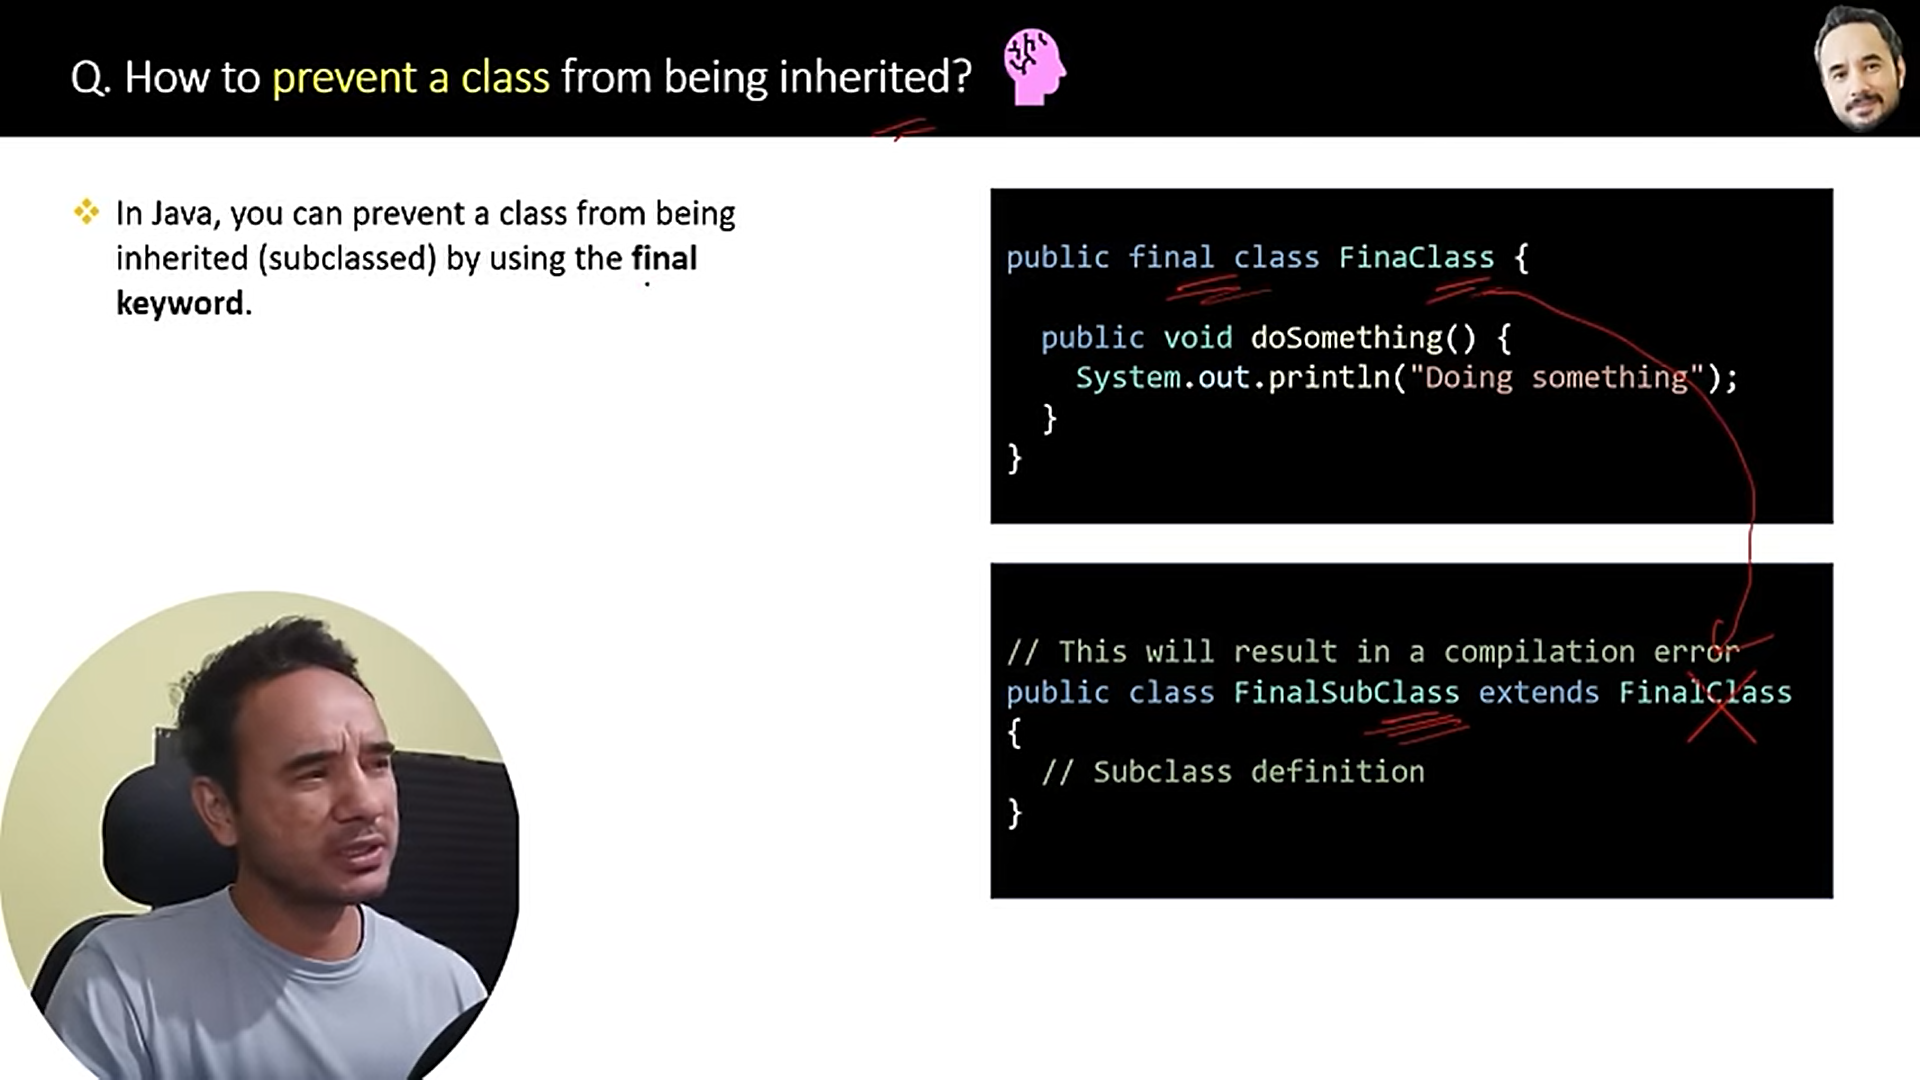 Q. How to prevent a class from being inherited?
In Java, you can prevent a class from being
inherited (subclassed) by using the final
keyword.
public final class FinaClass {
public void doSomething() {
System.out.println("Doing something");
}
}
// This will result in a compilation error
public class FinalSubClass extends FinalClass
{
// Subclass definition
}